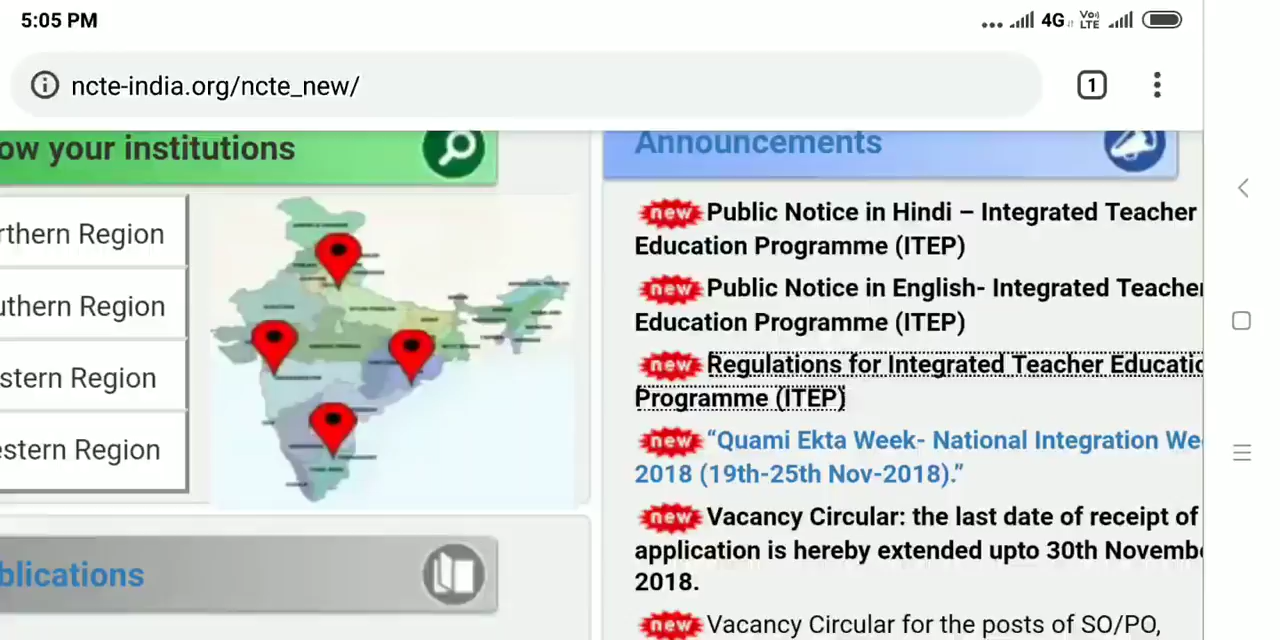 5:05 PM
4G
Vo))
LTE
ncte-india.org/ncte_new/
1
ow your institutions
rthern Region
uthern Region
stern Region
estern Region
blications
Announcements
new Public Notice in Hindi – Integrated Teacher
Education Programme (ITEP)
new Public Notice in English- Integrated Teacher
Education Programme (ITEP)
new Regulations for Integrated Teacher Educatio
Programme (ITEP)
new “Quami Ekta Week- National Integration We
2018 (19th-25th Nov-2018).”
new Vacancy Circular: the last date of receipt of
application is hereby extended upto 30th Novembe
2018.
new Vacancy Circular for the posts of SO/PO,